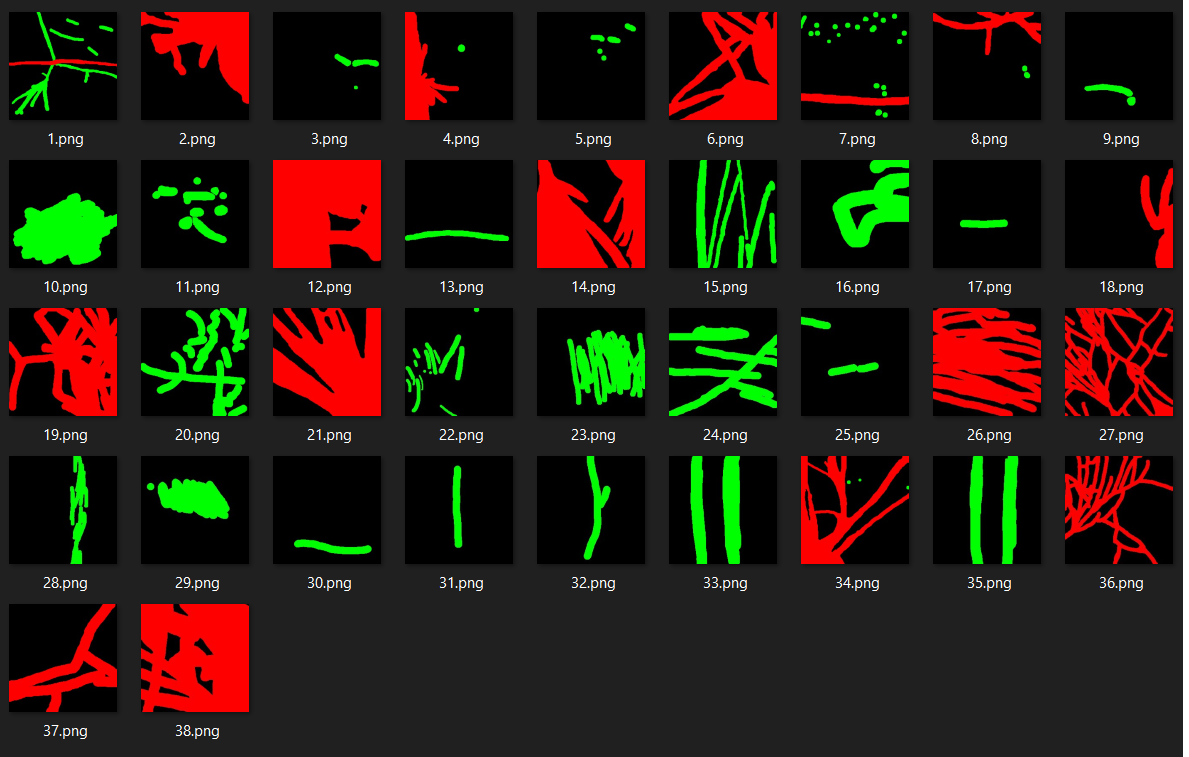 1.png 2.png 3.png 4.png 5.png 6.png 7.png 8.png 9.png
10.png 11.png 12.png 13.png 14.png 15.png 16.png 17.png 18.png
19.png 20.png 21.png 22.png 23.png 24.png 25.png 26.png 27.png
28.png 29.png 30.png 31.png 32.png 33.png 34.png 35.png 36.png
37.png 38.png